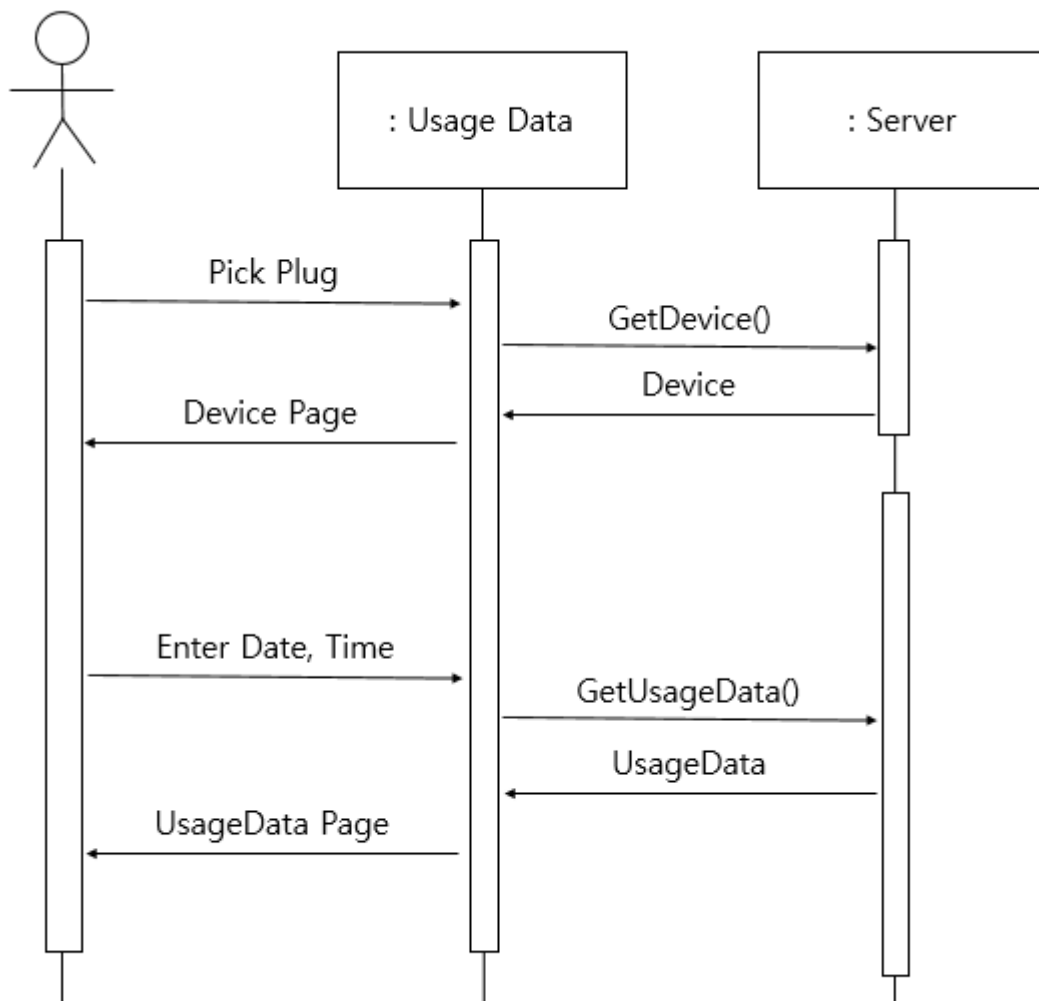 : Usage Data
: Server
Pick Plug
GetDevice()
Device
Device Page
Enter Date, Time
GetUsageData()
UsageData
UsageData Page